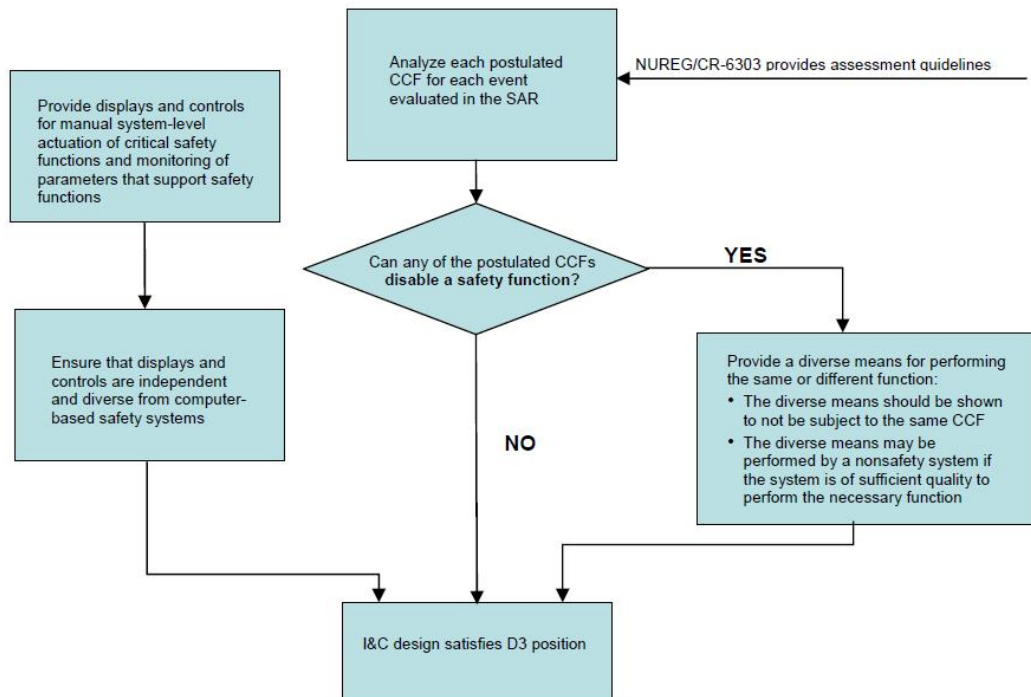 Analyze each postulated
CCF for each event
evaluated in the SAR
NUREG/CR-6303 provides assessment quidelines
Provide displays and controls
for manual system-level
actuation of critical safety
functions and monitoring of
parameters that support safety
functions
Can any of the postulated CCFs
disable a safety function?
YES
Ensure that displays and
controls are independent
and diverse from computer-
based safety systems
Provide a diverse means for performing
the same or different function:
• The diverse means should be shown
to not be subject to the same CCF
• The diverse means may be
performed by a nonsafety system if
the system is of sufficient quality to
perform the necessary function
NO
I&C design satisfies D3 position